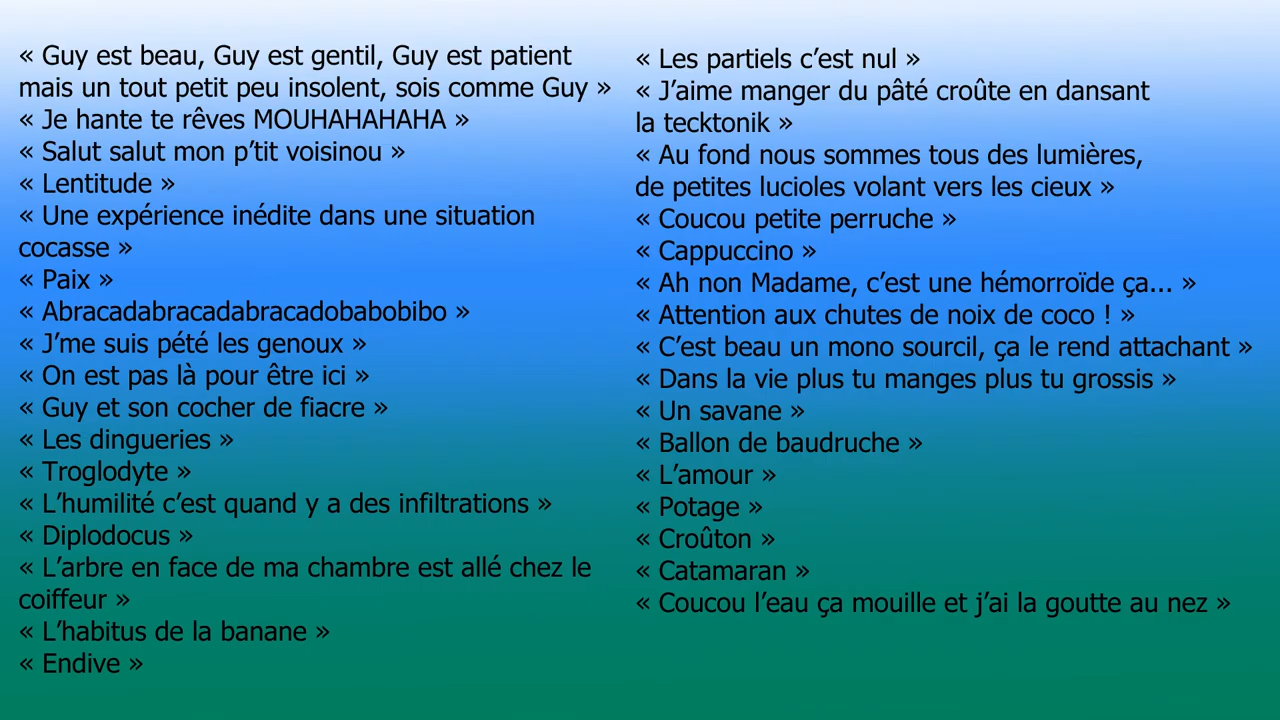 « Guy est beau, Guy est gentil, Guy est patient
mais un tout petit peu insolent, sois comme Guy »
« Je hante te rêves MOUHAHAHAHA »
« Salut salut mon p’tit voisinou »
« Lentitude »
« Une expérience inédite dans une situation
cocasse »
« Paix »
« Abracadabracadabracadobabobibo »
« J’me suis pété les genoux »
« On est pas là pour être ici »
« Guy et son cocher de fiacre »
« Les dingueries »
« Troglodyte »
« L’humilité c’est quand y a des infiltrations »
« Diplodocus »
« L’arbre en face de ma chambre est allé chez le
coiffeur »
« L’habitus de la banane »
« Endive »
« Les partiels c’est nul »
« J’aime manger du pâté croûte en dansant
la tecktonik »
« Au fond nous sommes tous des lumières,
de petites lucioles volant vers les cieux »
« Coucou petite perruche »
« Cappuccino »
« Ah non Madame, c’est une hémorroïde ça... »
« Attention aux chutes de noix de coco ! »
« C’est beau un mono sourcil, ça le rend attachant »
« Dans la vie plus tu manges plus tu grossis »
« Un savane »
« Ballon de baudruche »
« L’amour »
« Potage »
« Croûton »
« Catamaran »
« Coucou l’eau ça mouille et j’ai la goutte au nez »